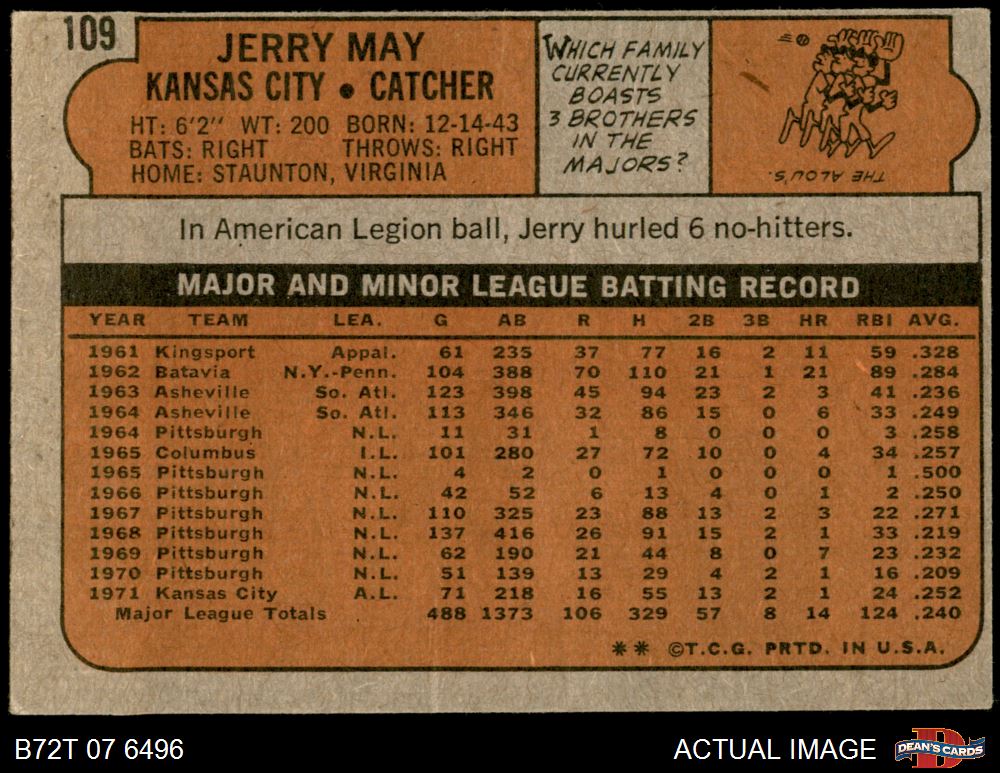 109
JERRY MAY
KANSAS CITY • CATCHER
HT: 6'2" WT: 200 BORN: 12-14-43
BATS: RIGHT THROWS: RIGHT
HOME: STAUNTON, VIRGINIA
WHICH FAMILY
CURRENTLY
BOASTS
3 BROTHERS
IN THE
MAJORS?
THE ALOU'S.
In American Legion ball, Jerry hurled 6 no-hitters.
MAJOR AND MINOR LEAGUE BATTING RECORD
YEAR TEAM LEA. G AB R H 2B 3B HR RBI AVG.
1961 Kingsport Appal. 61 235 37 77 16 2 11 59 .328
1962 Batavia N.Y.-Penn. 104 388 70 110 21 1 21 89 .284
1963 Asheville So. Atl. 123 398 45 94 23 2 3 41 .236
1964 Asheville So. Atl. 113 346 32 86 15 0 6 33 .249
1964 Pittsburgh N.L. 11 31 1 8 0 0 0 3 .258
1965 Columbus I.L. 101 280 27 72 10 0 4 34 .257
1965 Pittsburgh N.L. 4 2 0 1 0 0 0 1 .500
1966 Pittsburgh N.L. 42 52 6 13 4 0 1 2 .250
1967 Pittsburgh N.L. 110 325 23 88 13 2 3 22 .271
1968 Pittsburgh N.L. 137 416 26 91 15 2 1 33 .219
1969 Pittsburgh N.L. 62 190 21 44 8 0 7 23 .232
1970 Pittsburgh N.L. 51 139 13 29 4 2 1 16 .209
1971 Kansas City A.L. 71 218 16 55 13 2 1 24 .252
Major League Totals 488 1373 106 329 57 8 14 124 .240
** ©T.C.G. PRTD. IN U.S.A.
B72T 07 6496
ACTUAL IMAGE
D
DEAN'S CARDS